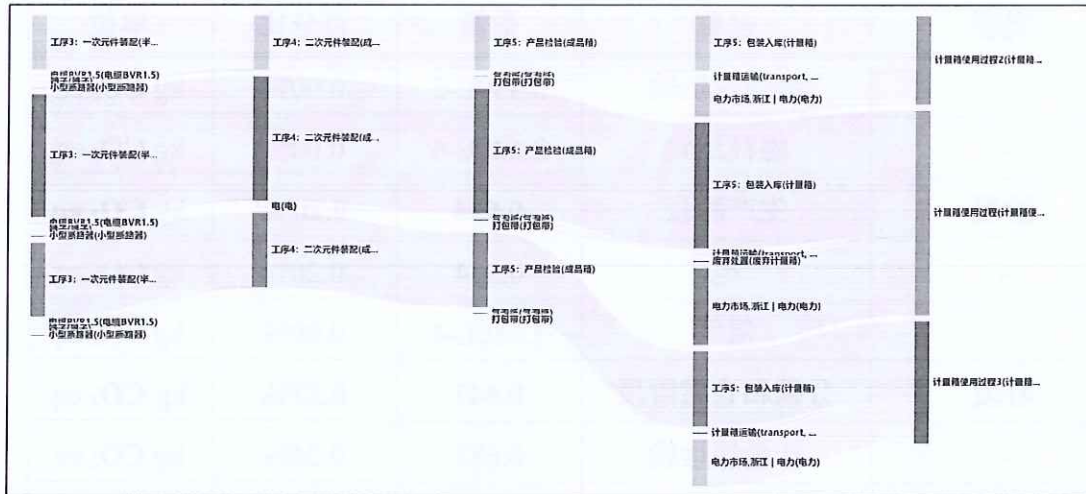 工序3：一次元件装配(半...
小型断路器(小型断路器)
工序3：一次元件装配(半...
小型断路器(小型断路器)
工序3：一次元件装配(半...
小型断路器(小型断路器)
工序4：二次元件装配(成...
工序4：二次元件装配(成...
电(电)
工序4：二次元件装配(成...
工序5：产品检验(成品箱)
打包带(打包带)
工序5：产品检验(成品箱)
打包带(打包带)
工序5：产品检验(成品箱)
打包带(打包带)
工序5：包装入库(计量箱)
计量箱运输(transport, ...
电力市场,浙江 | 电力(电力)
工序5：包装入库(计量箱)
计量箱运输(transport, ...
废弃处置(废弃计量箱)
电力市场,浙江 | 电力(电力)
工序5：包装入库(计量箱)
计量箱运输(transport, ...
电力市场,浙江 | 电力(电力)
计量箱使用过程2(计量箱...
计量箱使用过程(计量箱使...
计量箱使用过程3(计量箱...